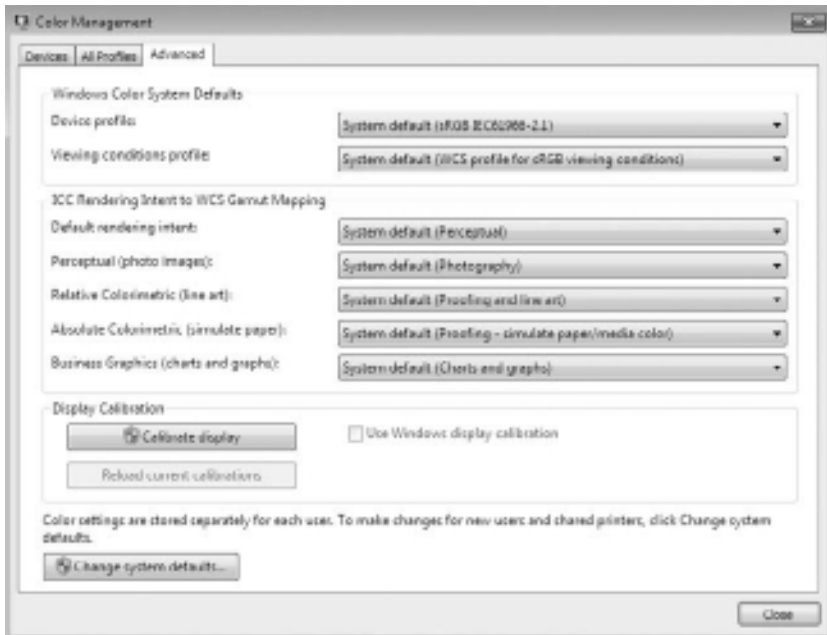 Color Management
Devices All Profiles Advanced
Windows Color System Defaults
Device profile: System default (sRGB IEC61966-2.1)
Viewing conditions profile: System default (WCS profile for sRGB viewing conditions)
ICC Rendering Intent to WCS Gamut Mapping
Default rendering intent: System default (Perceptual)
Perceptual (photo images): System default (Photography)
Relative Colorimetric (line art): System default (Proofing and line art)
Absolute Colorimetric (simulate paper): System default (Proofing - simulate paper/media color)
Business Graphics (charts and graphs): System default (Charts and graphs)
Display Calibration
Calibrate display Use Windows display calibration
Reload current calibrations
Color settings are stored separately for each user. To make changes for new users and shared printers, click Change system
defaults.
Change system defaults...
Close